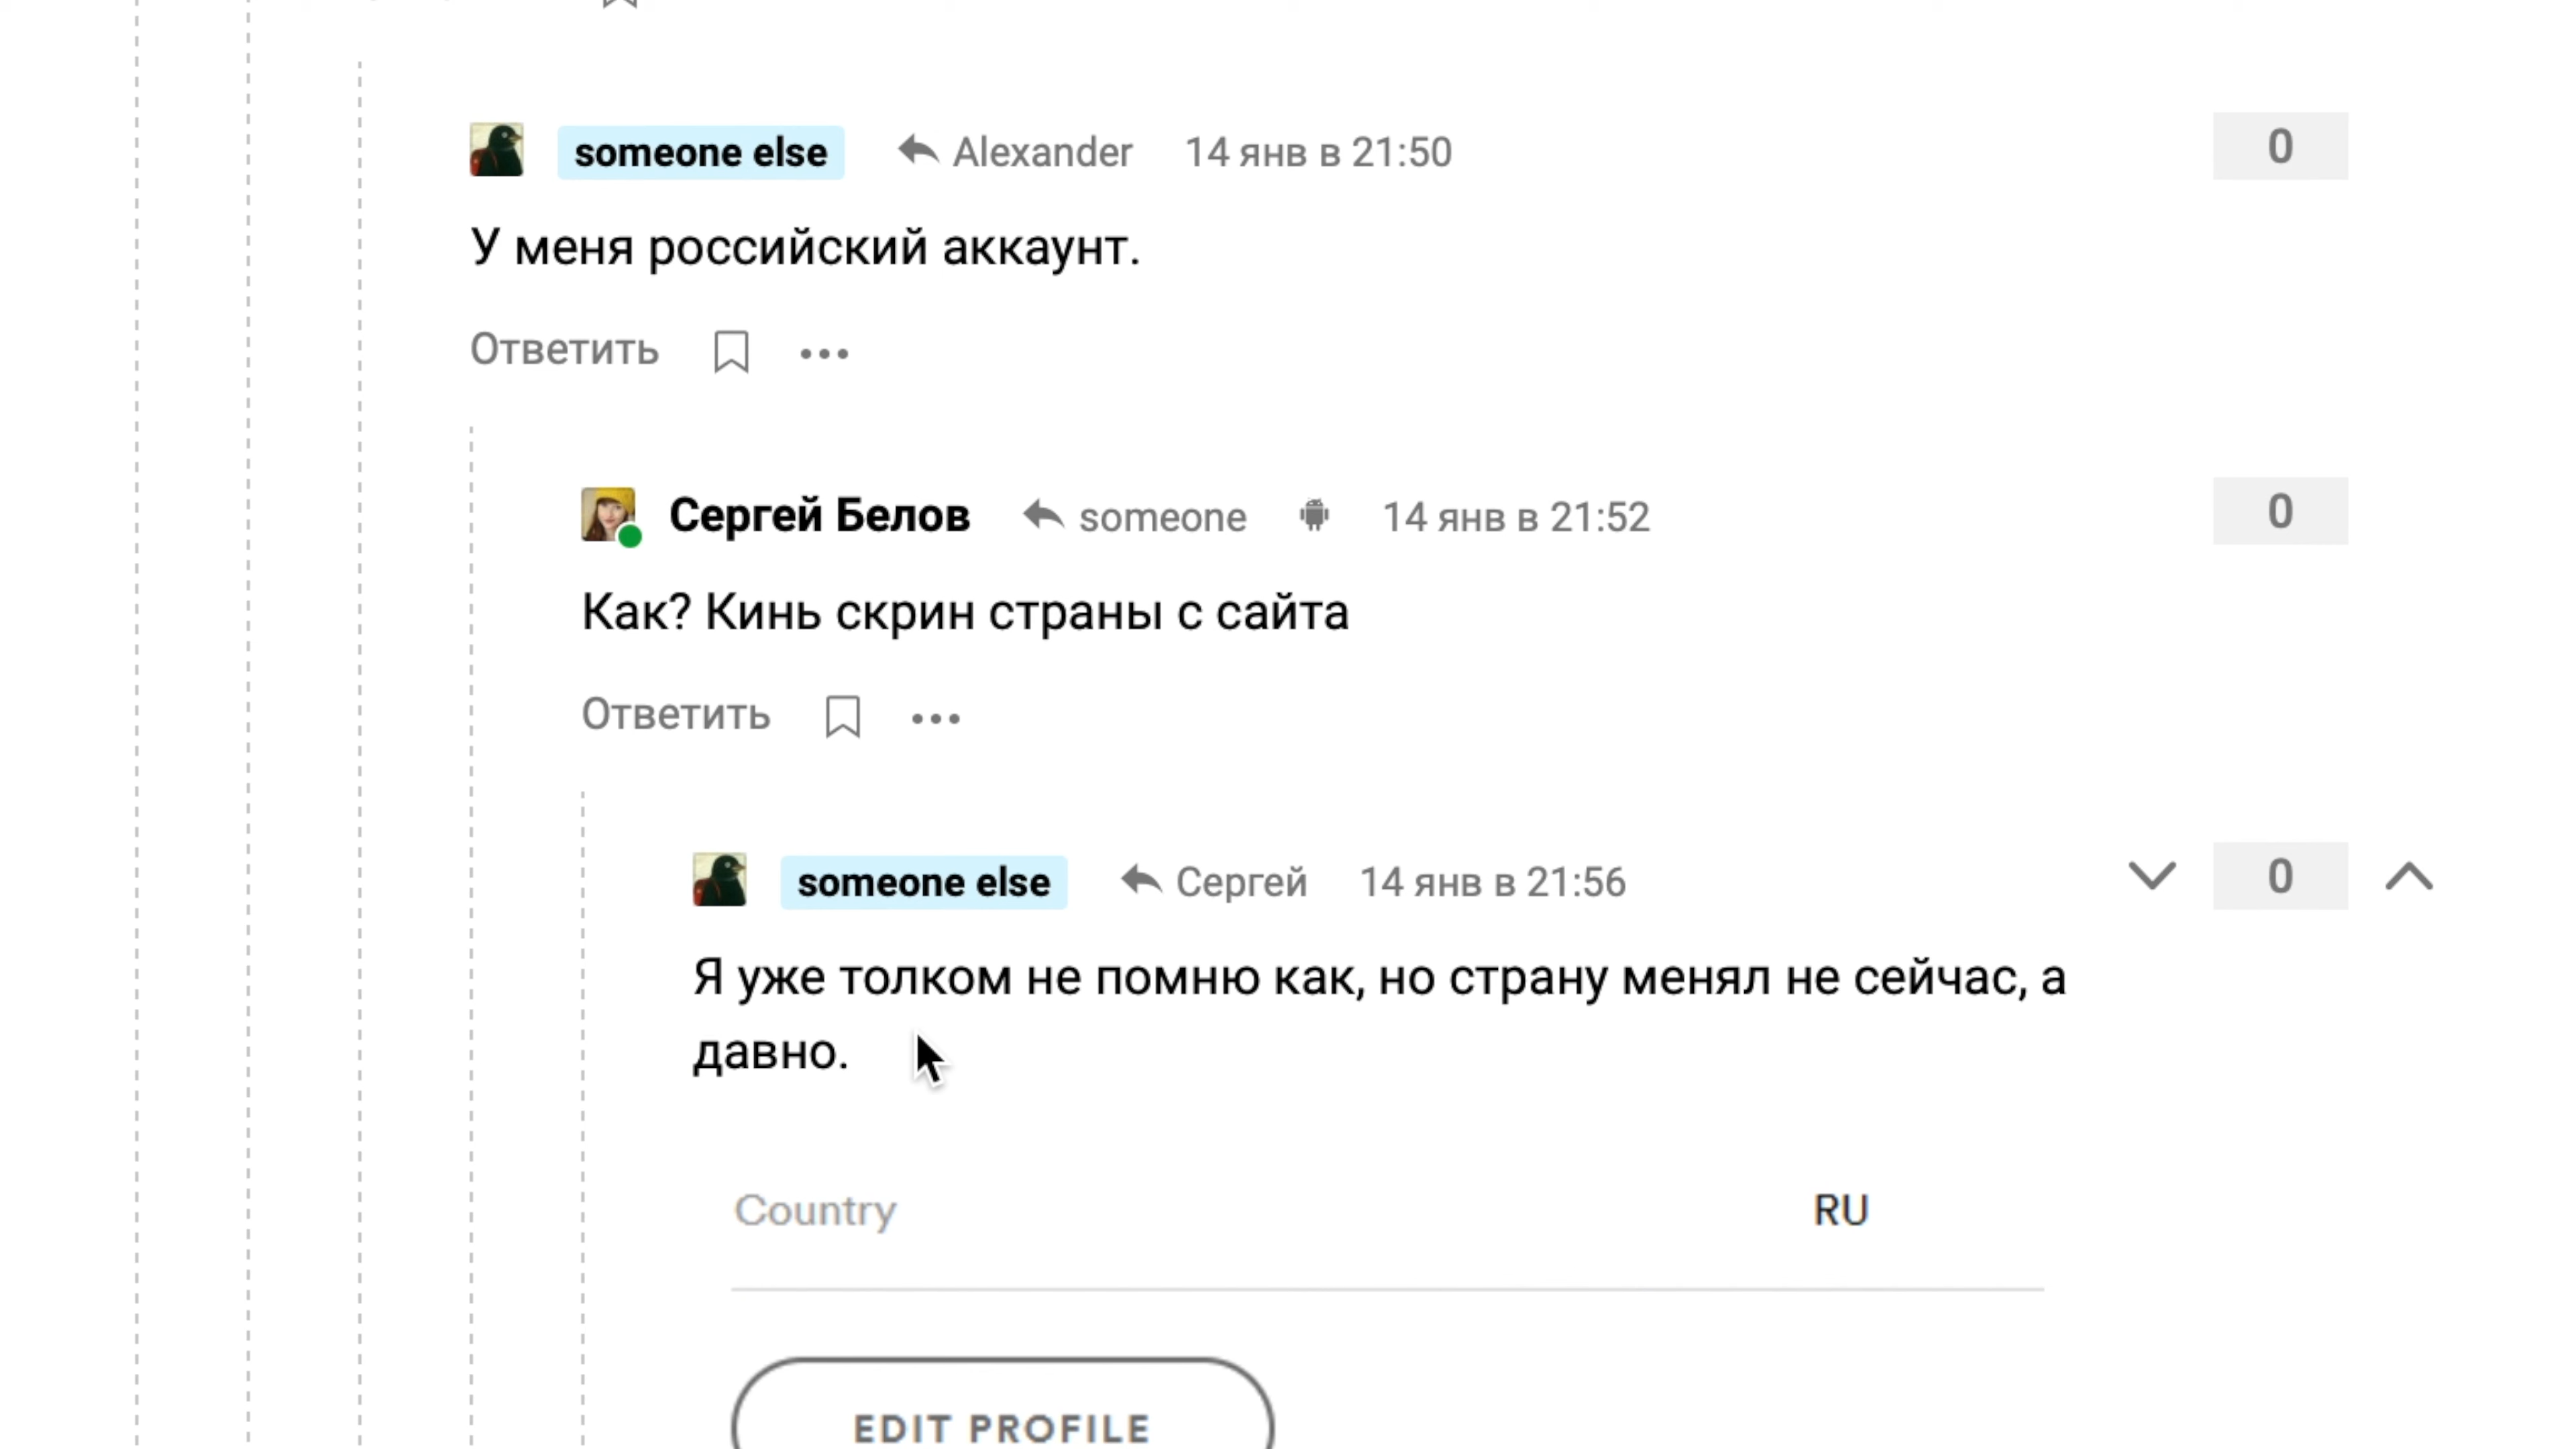 someone else Alexander 14 янв в 21:50 0
У меня российский аккаунт.
Ответить
Сергей Белов someone 14 янв в 21:52 0
Как? Кинь скрин страны с сайта
Ответить
someone else Сергей 14 янв в 21:56 0
Я уже толком не помню как, но страну менял не сейчас, а
давно.
Country RU
EDIT PROFILE